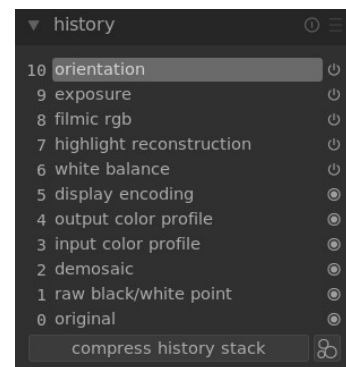 history
10 orientation
9 exposure
8 filmic rgb
7 highlight reconstruction
6 white balance
5 display encoding
4 output color profile
3 input color profile
2 demosaic
1 raw black/white point
0 original
compress history stack